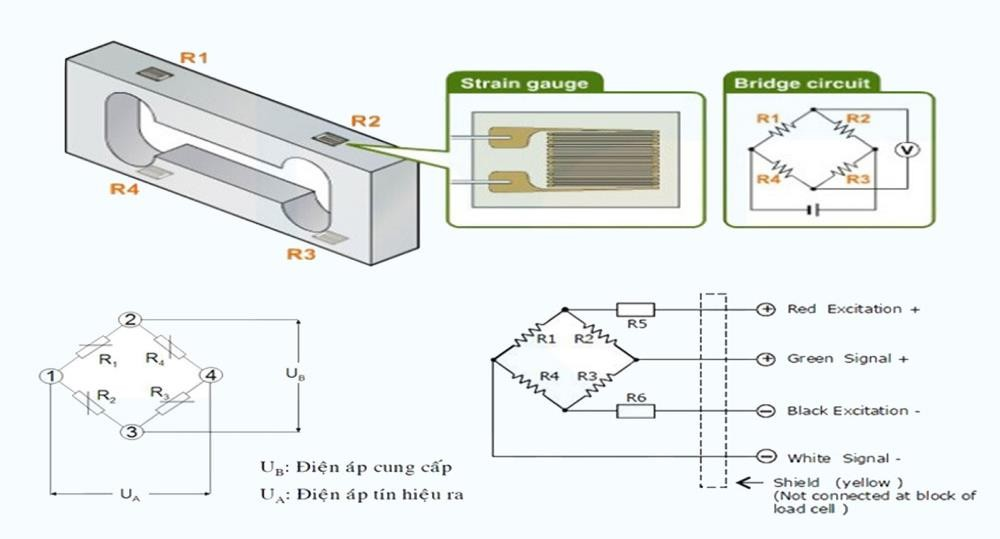 R1
R2
R4
R3
Strain gauge
Bridge circuit
R1
R2
V
R4
R3
2
R1
R4
1
4
R2
R3
3
UB
UA
UB: Điện áp cung cấp
UA: Điện áp tín hiệu ra
R5
R1
R2
R4
R3
R6
+ Red Excitation +
+ Green Signal +
− Black Excitation -
− White Signal -
Shield (yellow )
(Not connected at block of
load cell )